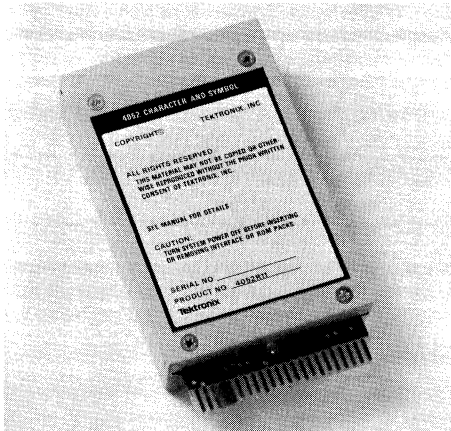 4052 CHARACTER AND SYMBOL
COPYRIGHT© TEKTRONIX, INC.
ALL RIGHTS RESERVED
THIS MATERIAL MAY NOT BE COPIED OR OTHER-
WISE REPRODUCED WITHOUT THE PRIOR WRITTEN
CONSENT OF TEKTRONIX, INC.
SEE MANUAL FOR DETAILS
CAUTION:
TURN SYSTEM POWER OFF BEFORE INSERTING
OR REMOVING INTERFACE OR ROM PACKS.
SERIAL NO
PRODUCT NO. 4052R11
Tektronix